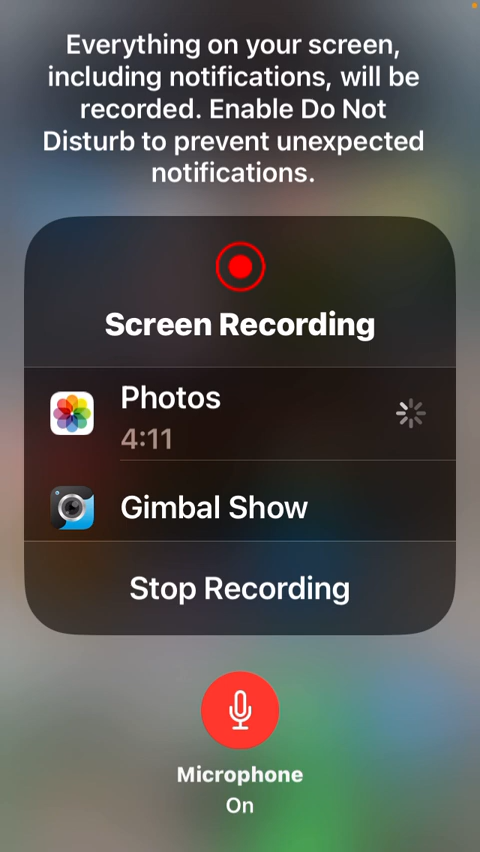 Everything on your screen,
including notifications, will be
recorded. Enable Do Not
Disturb to prevent unexpected
notifications.
Screen Recording
Photos
4:11
Gimbal Show
Stop Recording
Microphone
On